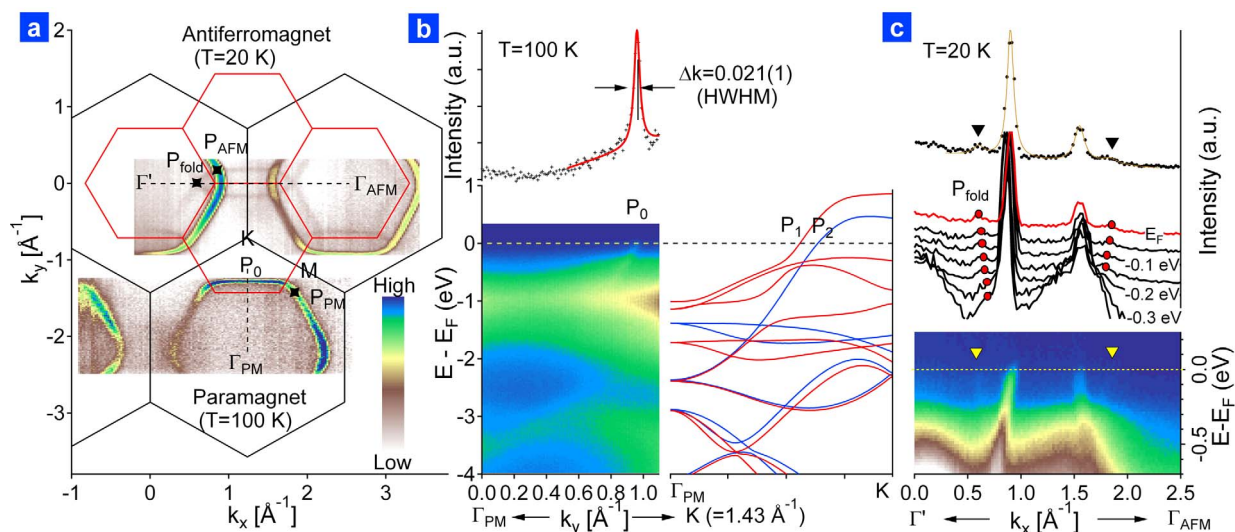 a
Antiferromagnet
(T=20 K)
2
1
0
-1
-2
-3
k_y [Å⁻¹]
P_AFM
P_fold
Γ'
Γ_AFM
K
P_0
M
P_PM
Γ_PM
High
Low
Paramagnet
(T=100 K)
-1
0
1
2
3
k_x [Å⁻¹]
b
T=100 K
Intensity (a.u.)
Δk=0.021(1)
(HWHM)
P_0
P_1
P_2
0
-1
-2
-3
-4
E - E_F (eV)
0.0 0.2 0.4 0.6 0.8 1.0
Γ_PM
K
Γ_PM
k_y [Å⁻¹]
K (=1.43 Å⁻¹)
c
T=20 K
Intensity (a.u.)
P_fold
E_F
-0.1 eV
-0.2 eV
-0.3 eV
0.0
-0.5
E-E_F (eV)
0.0 0.5 1.0 1.5 2.0 2.5
Γ'
k_x [Å⁻¹]
Γ_AFM